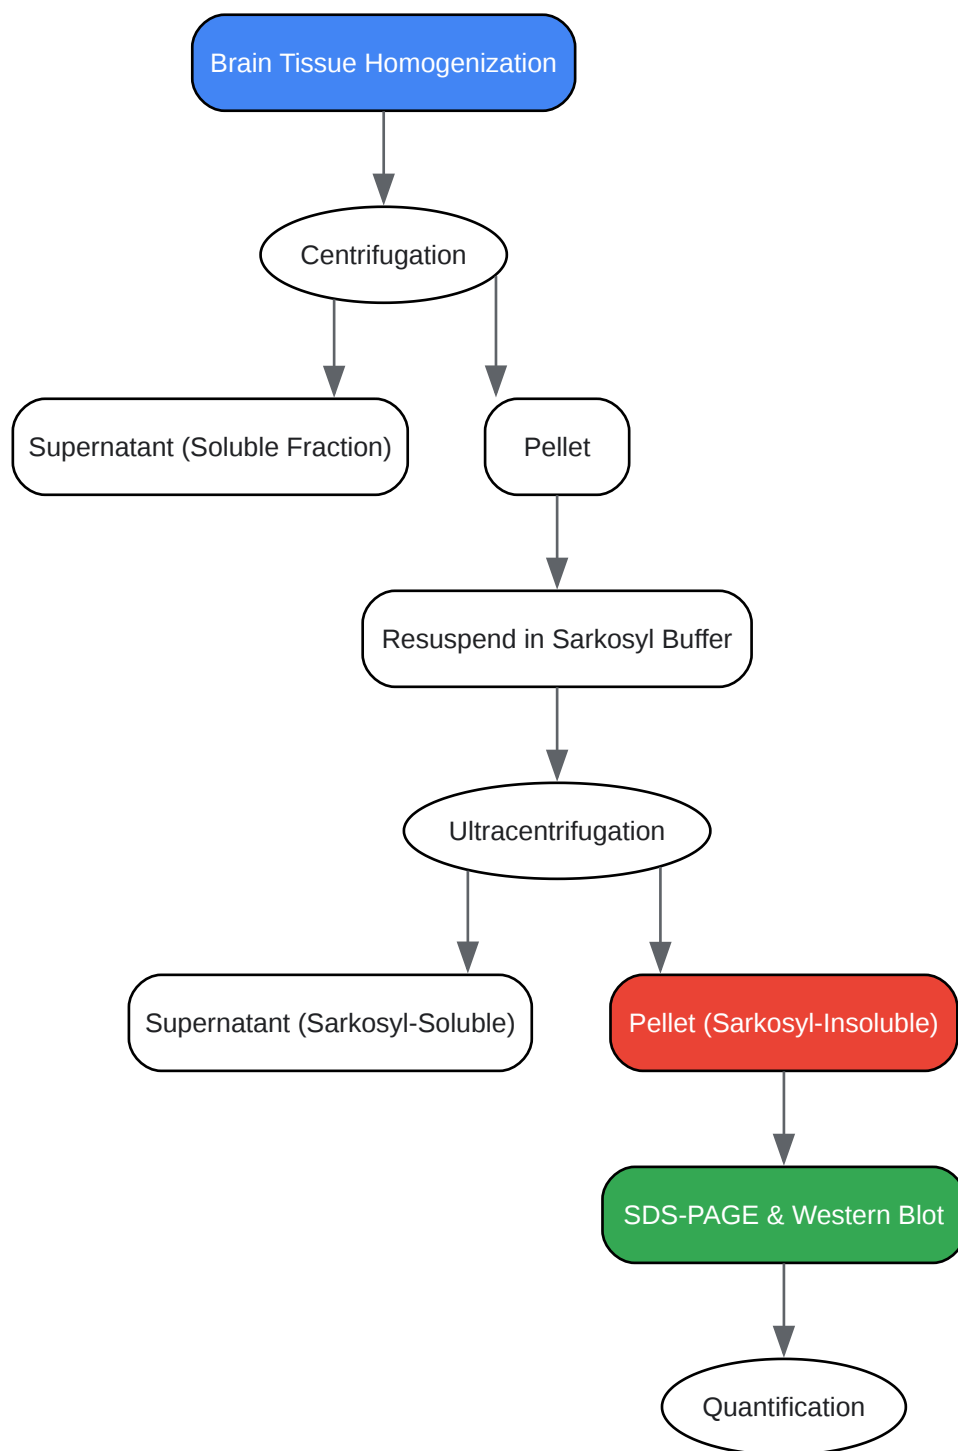 Brain Tissue Homogenization
Centrifugation
Supernatant (Soluble Fraction)
Pellet
Resuspend in Sarkosyl Buffer
Ultracentrifugation
Supernatant (Sarkosyl-Soluble)
Pellet (Sarkosyl-Insoluble)
SDS-PAGE & Western Blot
Quantification